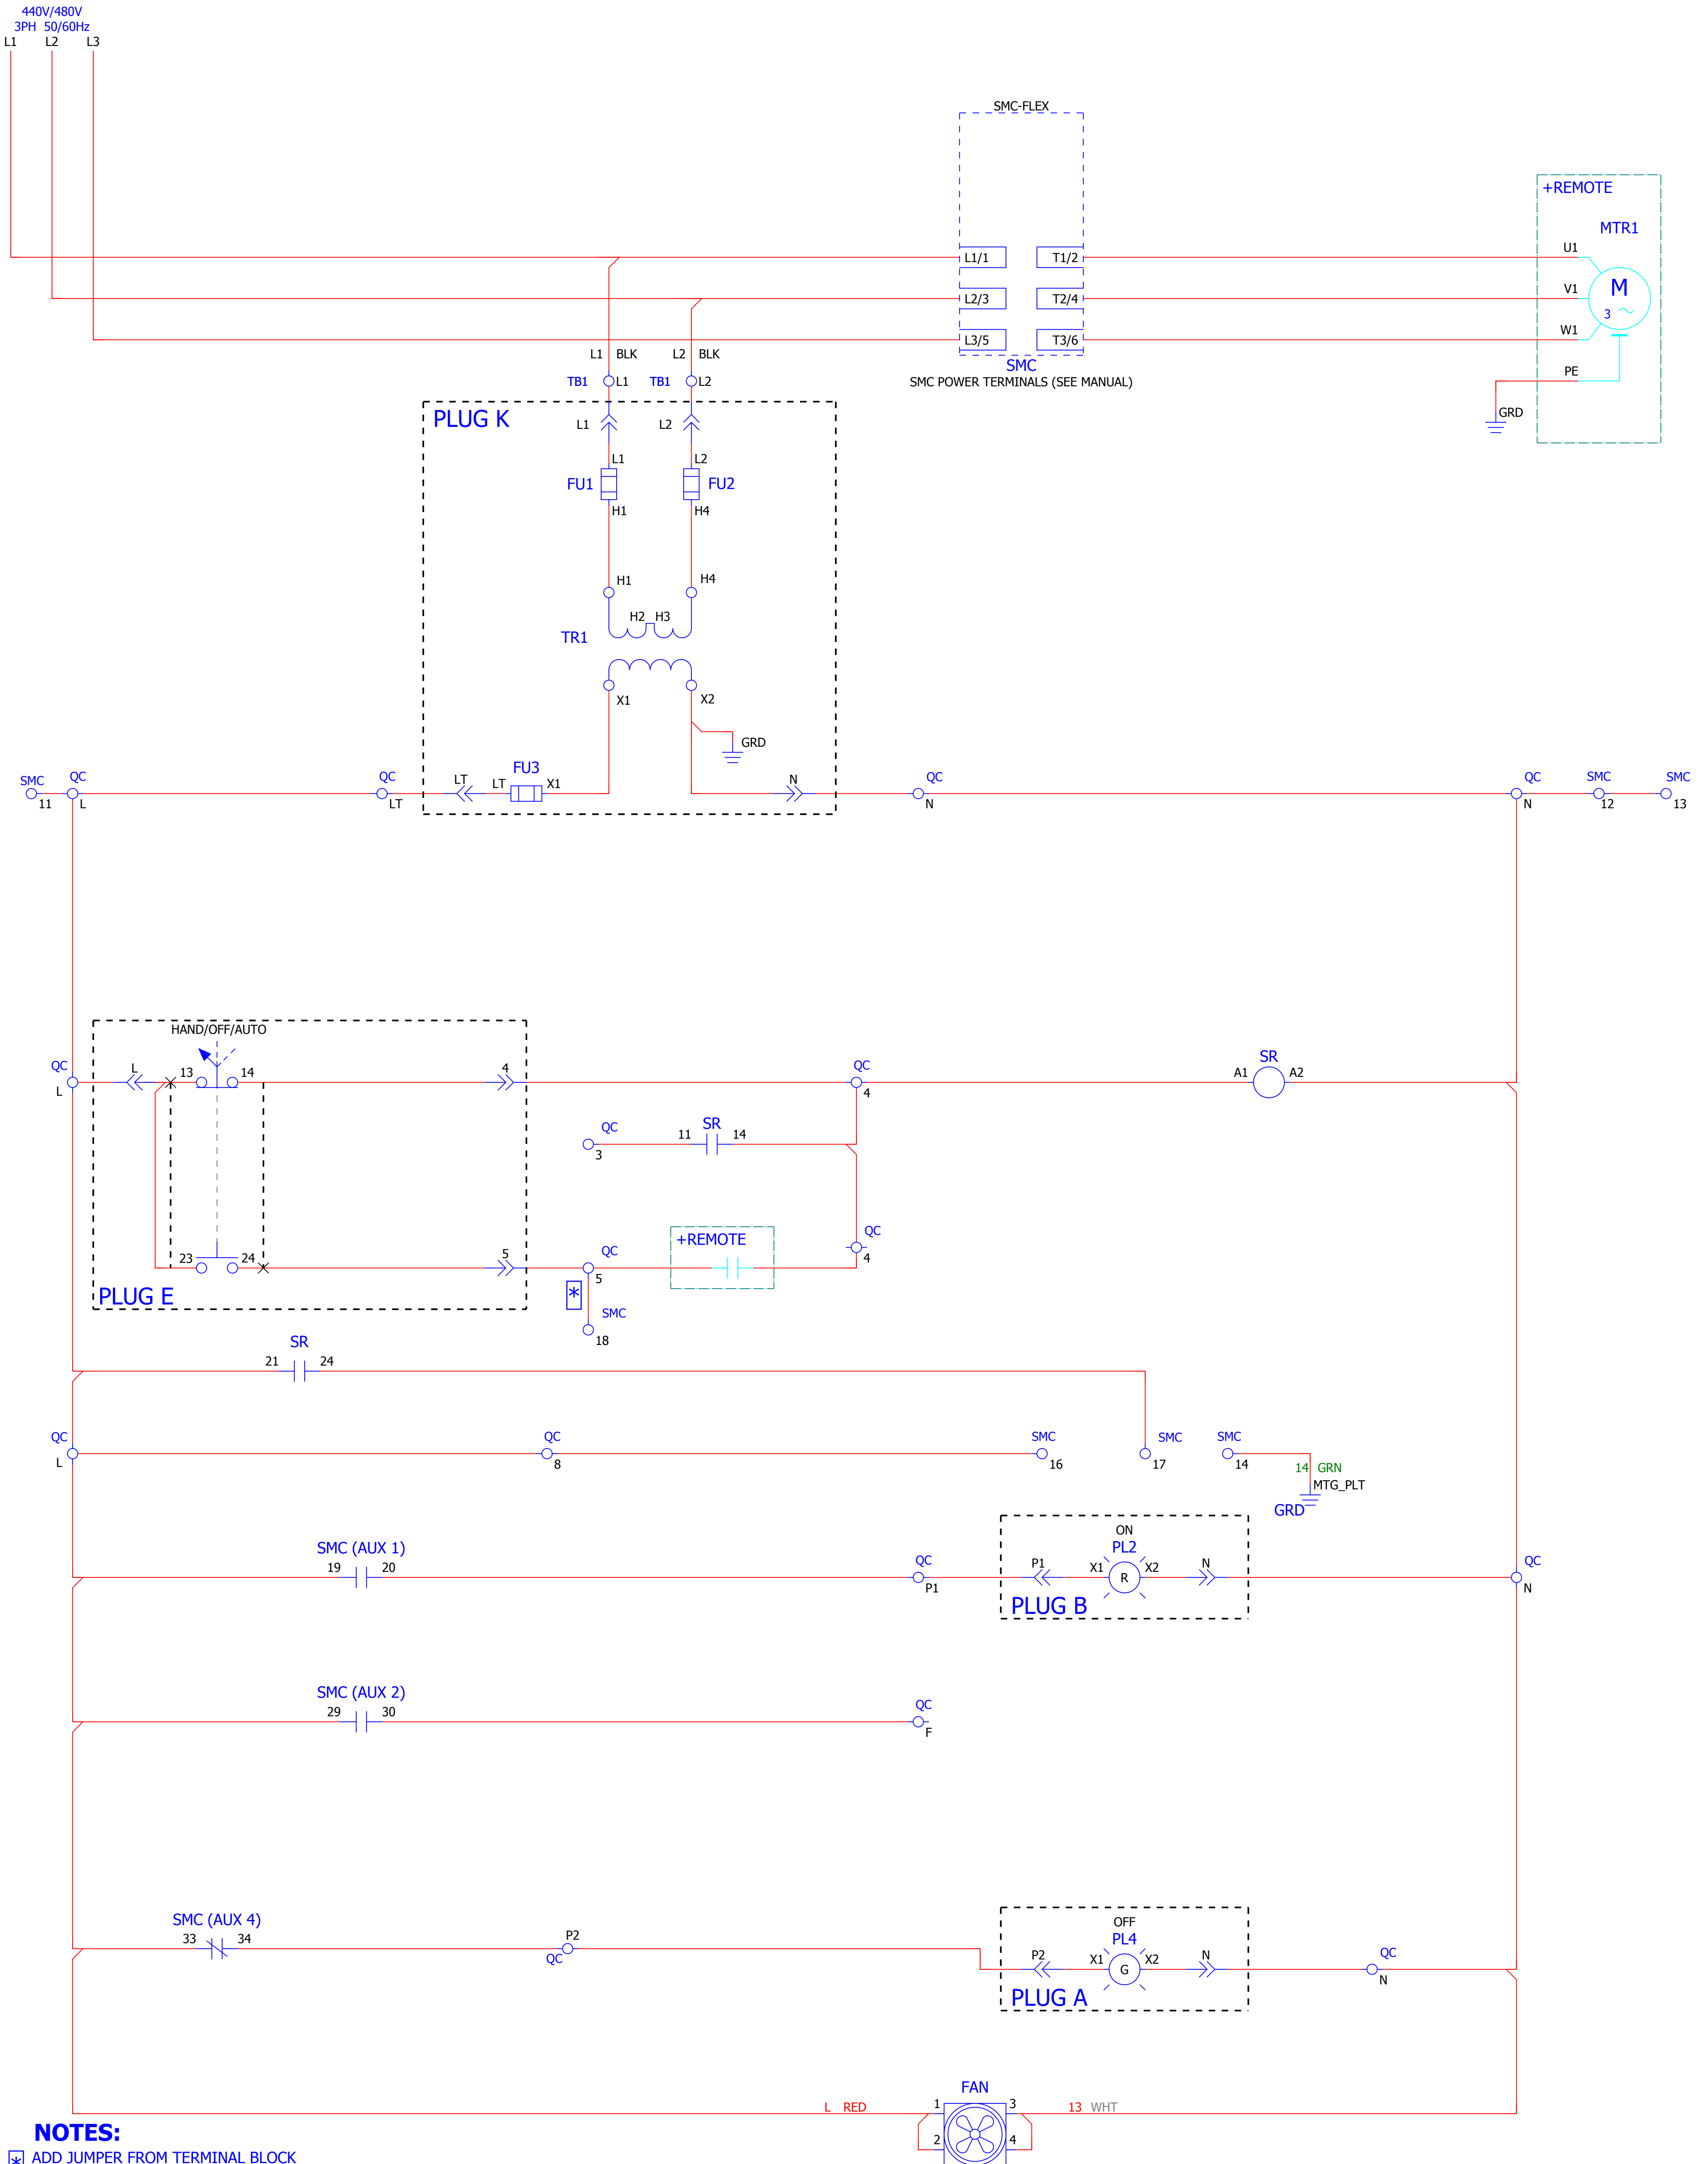 440V/480V
3PH 50/60Hz
L1 L2 L3
SMC-FLEX
+REMOTE
MTR1
U1
L1/1 T1/2
M
3
V1
L2/3 T2/4
W1
L3/5 T3/6
L1 BLK L2 BLK
SMC
SMC POWER TERMINALS (SEE MANUAL)
PE
TB1 L1 TB1 L2
GRD
PLUG K
L1 L2
L1 L2
FU1 FU2
H1 H4
H1 H4
H2 H3
TR1
X1 X2
GRD
FU3
SMC QC QC LT LT X1 N QC QC SMC SMC
11 L LT N N 12 13
HAND/OFF/AUTO
QC L 13 14 4 QC SR
L 4 A1 A2
QC 11 SR 14
3
QC
+REMOTE
4
23 24 5 QC
5
PLUG E
*
SMC
18
SR
21 24
QC QC SMC SMC SMC
L 8 16 17 14
14 GRN
MTG_PLT
GRD
ON
PL2
SMC (AUX 1)
19 20 QC P1 X1 R X2 N QC
P1 N
PLUG B
SMC (AUX 2)
29 30 QC
F
SMC (AUX 4)
33 34 P2
QC
OFF
PL4
P2 X1 G X2 N QC
N
PLUG A
FAN
L RED 1 3 13 WHT
2 4
NOTES:
* ADD JUMPER FROM TERMINAL BLOCK